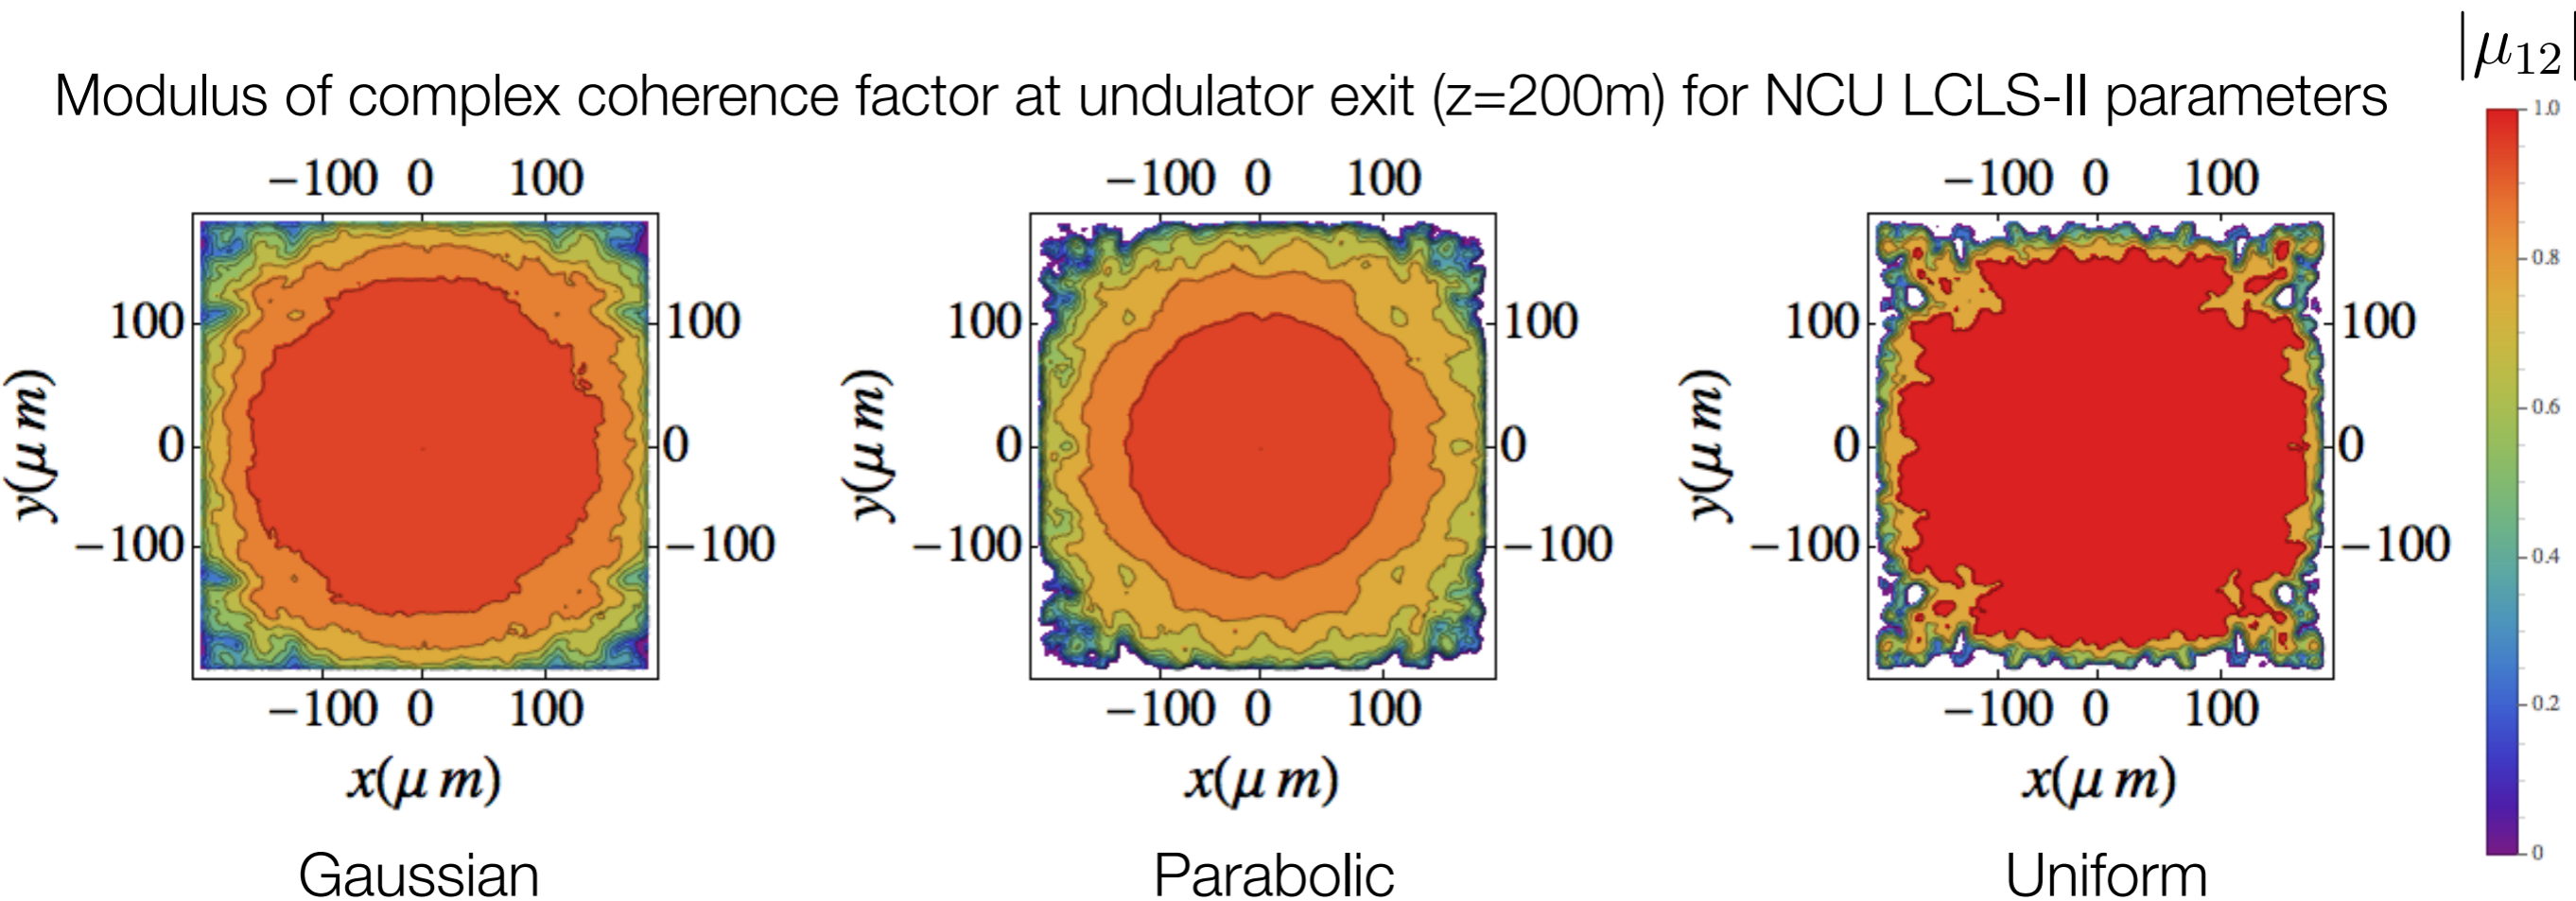 |μ12|
Modulus of complex coherence factor at undulator exit (z=200m) for NCU LCLS-II parameters
1.0
0.8
0.6
0.4
0.2
0
−100 0 100
100 100
0 0
−100 −100
y(μ m)
−100 0 100
x(μ m)
Gaussian
−100 0 100
100 100
0 0
−100 −100
y(μ m)
−100 0 100
x(μ m)
Parabolic
−100 0 100
100 100
0 0
−100 −100
y(μ m)
−100 0 100
x(μ m)
Uniform